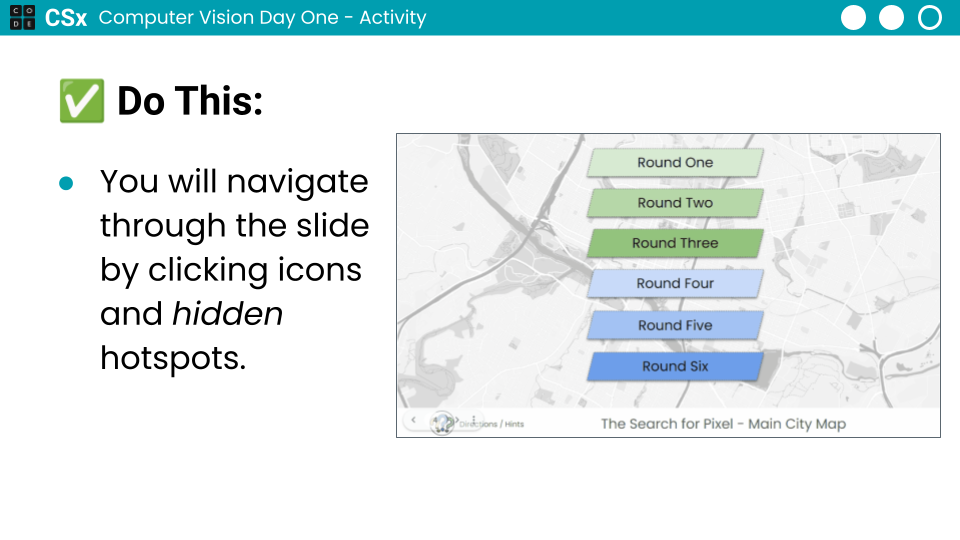 CODE
CSx Computer Vision Day One - Activity
✅ Do This:
● You will navigate
through the slide
by clicking icons
and hidden
hotspots.
Round One
Round Two
Round Three
Round Four
Round Five
Round Six
Directions / Hints
The Search for Pixel - Main City Map